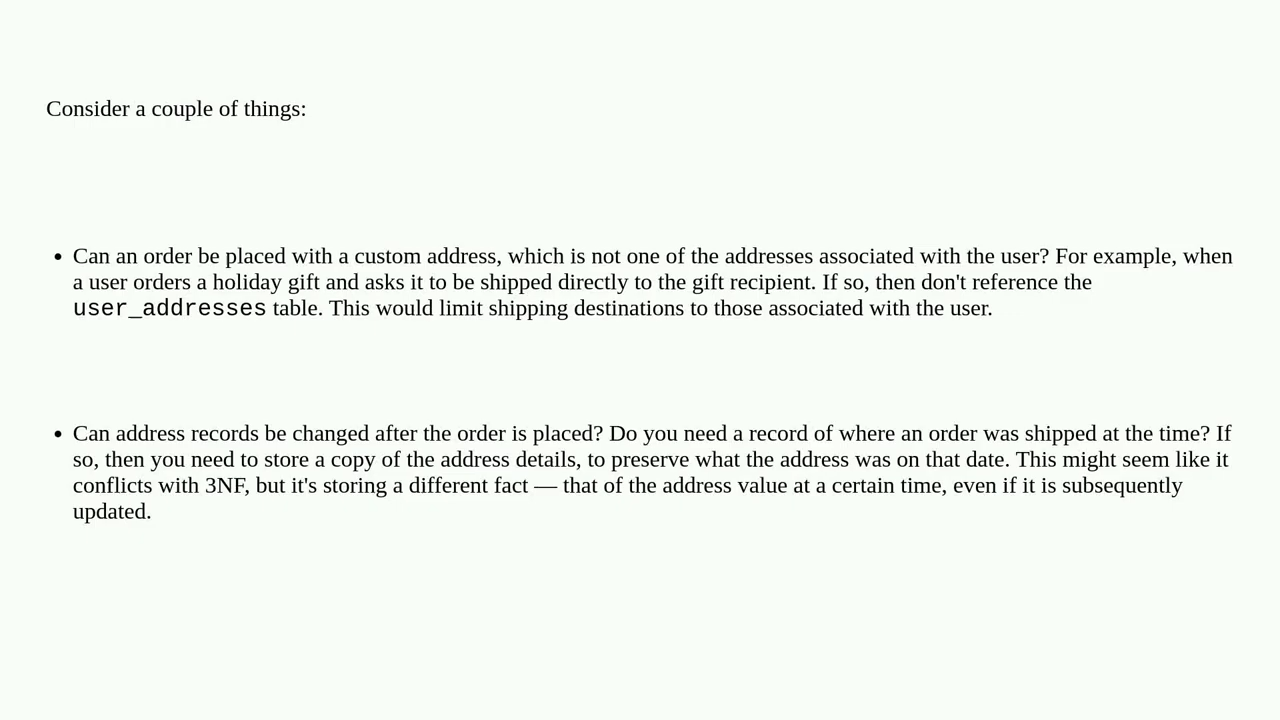 Consider a couple of things:
• Can an order be placed with a custom address, which is not one of the addresses associated with the user? For example, when
a user orders a holiday gift and asks it to be shipped directly to the gift recipient. If so, then don't reference the
user_addresses table. This would limit shipping destinations to those associated with the user.
• Can address records be changed after the order is placed? Do you need a record of where an order was shipped at the time? If
so, then you need to store a copy of the address details, to preserve what the address was on that date. This might seem like it
conflicts with 3NF, but it's storing a different fact — that of the address value at a certain time, even if it is subsequently
updated.